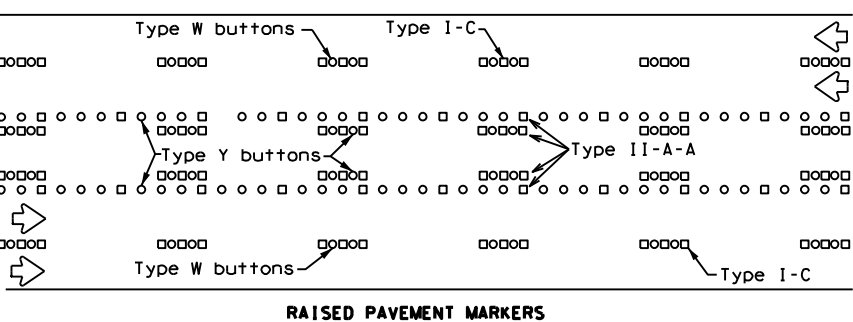 Type W buttons
Type I-C
Type Y buttons
Type II-A-A
Type W buttons
Type I-C
RAISED PAVEMENT MARKERS